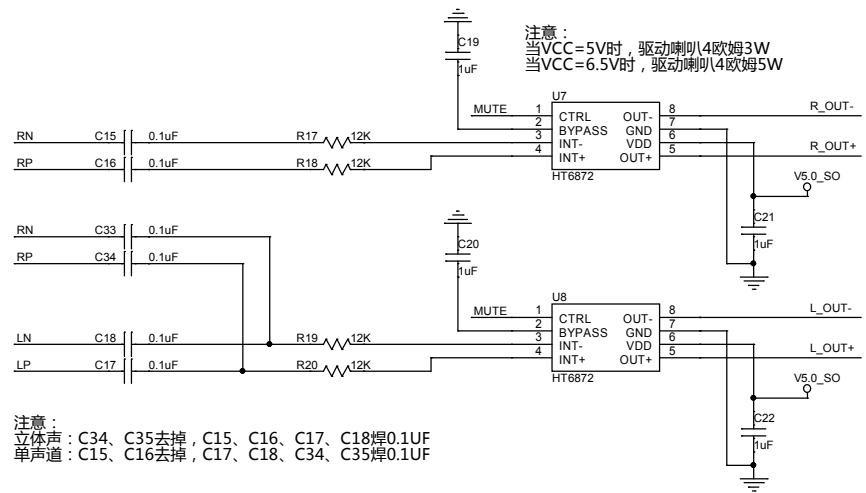 C19
1uF
注意：
当VCC=5V时，驱动喇叭4欧姆3W
当VCC=6.5V时，驱动喇叭4欧姆5W
U7
MUTE 1 CTRL OUT- 8 R_OUT-
2 BYPASS GND 7
RN C15 0.1uF R17 12K 3 INT- VDD 6
RP C16 0.1uF R18 12K 4 INT+ OUT+ 5 R_OUT+
HT6872
V5.0_SO
C21
1uF
RN C33 0.1uF
RP C34 0.1uF
C20
1uF
U8
MUTE 1 CTRL OUT- 8 L_OUT-
2 BYPASS GND 7
LN C18 0.1uF R19 12K 3 INT- VDD 6
LP C17 0.1uF R20 12K 4 INT+ OUT+ 5 L_OUT+
HT6872
V5.0_SO
C22
1uF
注意：
立体声：C34、C35去掉，C15、C16、C17、C18焊0.1UF
单声道：C15、C16去掉，C17、C18、C34、C35焊0.1UF